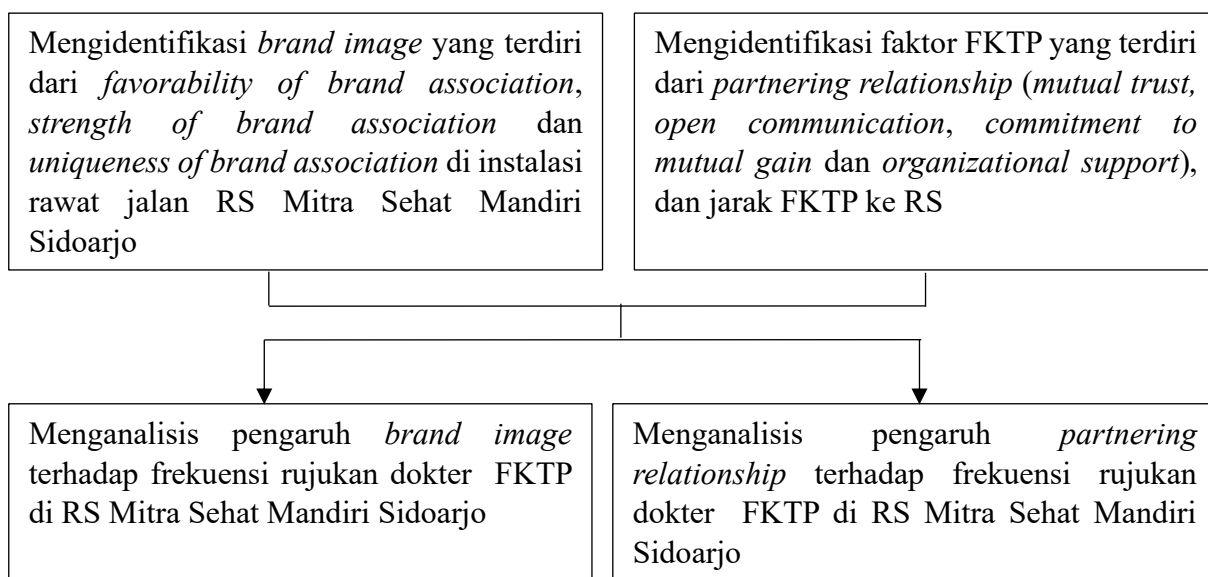 Mengidentifikasi brand image yang terdiri
dari favorability of brand association,
strength of brand association dan
uniqueness of brand association di instalasi
rawat jalan RS Mitra Sehat Mandiri
Sidoarjo
Mengidentifikasi faktor FKTP yang terdiri
dari partnering relationship (mutual trust,
open communication, commitment to
mutual gain dan organizational support),
dan jarak FKTP ke RS
Menganalisis pengaruh brand image
terhadap frekuensi rujukan dokter FKTP
di RS Mitra Sehat Mandiri Sidoarjo
Menganalisis pengaruh partnering
relationship terhadap frekuensi rujukan
dokter FKTP di RS Mitra Sehat Mandiri
Sidoarjo